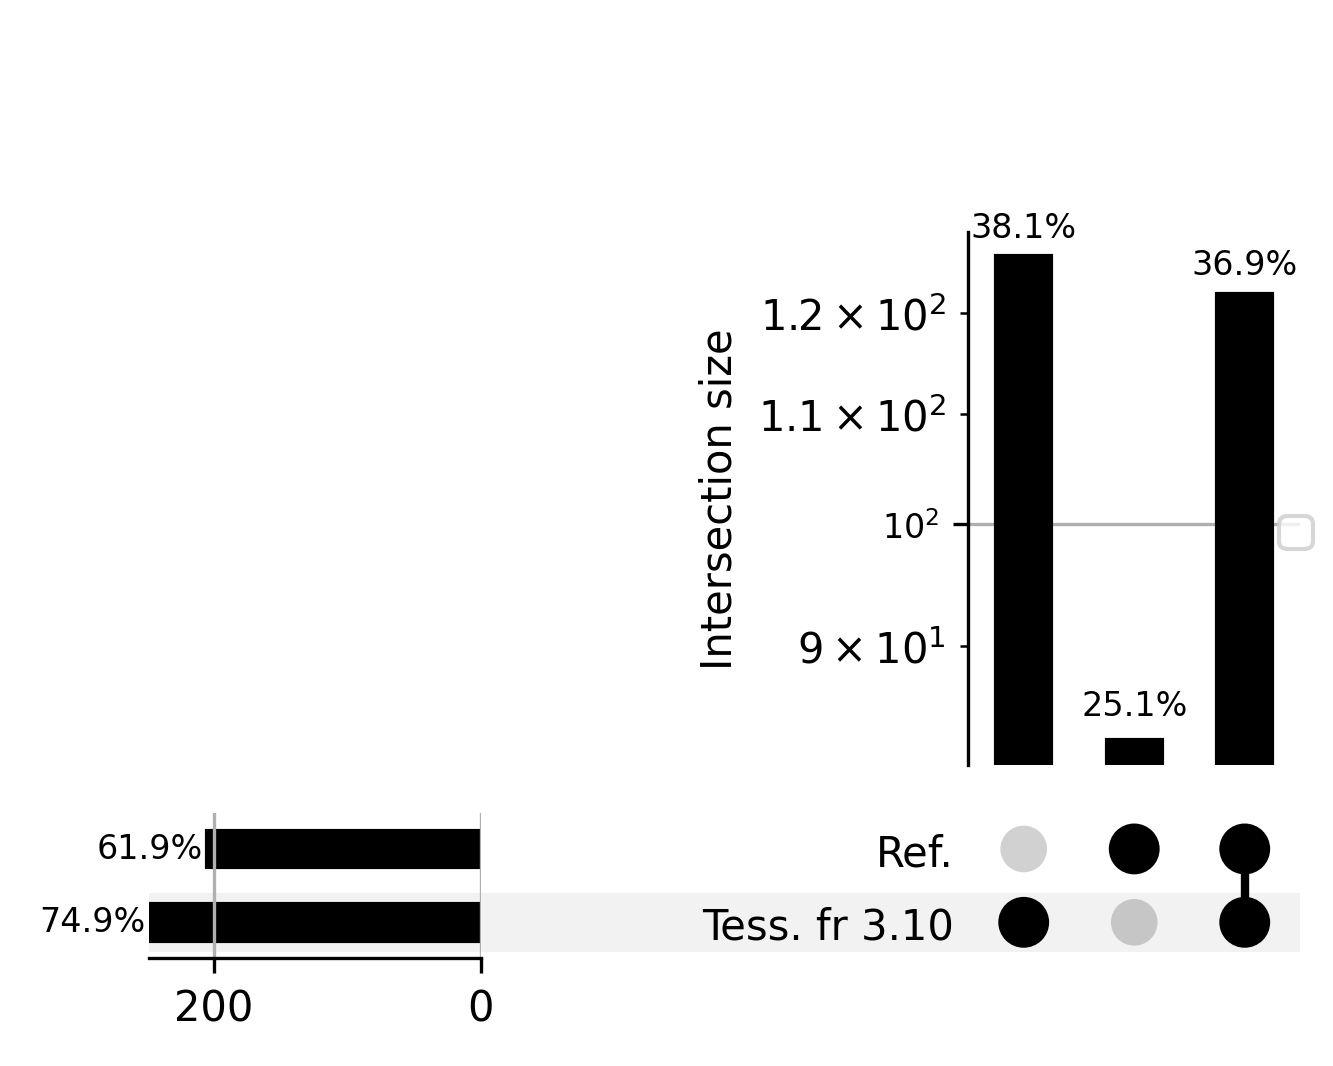 38.1%
36.9%
1.2 × 10²
1.1 × 10²
10²
9 × 10¹
Intersection size
25.1%
61.9%
Ref.
74.9%
Tess. fr 3.10
200
0